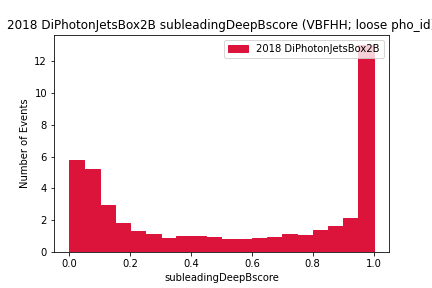 2018 DiPhotonJetsBox2B subleadingDeepBscore (VBFHH; loose pho_id
2018 DiPhotonJetsBox2B
Number of Events
12
10
8
6
4
2
0
0.0 0.2 0.4 0.6 0.8 1.0
subleadingDeepBscore